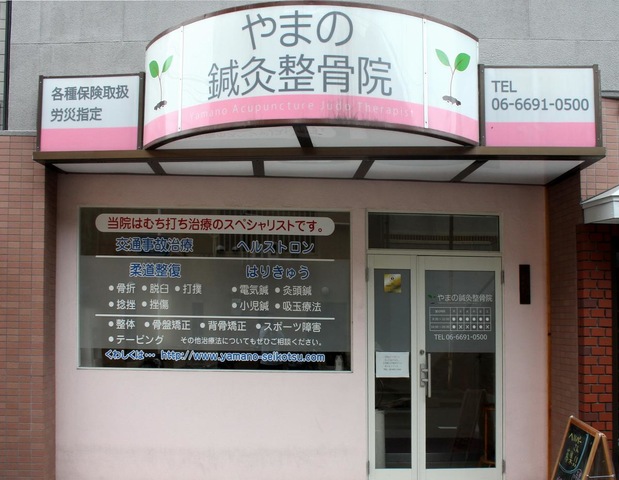 やまの
鍼灸整骨院
Yamano Acupuncture Judo Therapist
各種保険取扱
労災指定
TEL
06-6691-0500
当院はむち打ち治療のスペシャリストです。
交通事故治療 ヘルストロン
柔道整復 はりきゅう
•骨折 •脱臼 •打撲 •電気鍼 •灸頭鍼
•捻挫 •挫傷 •小児鍼 •吸玉療法
•整体 •骨盤矯正 •背骨矯正 •スポーツ障害
•テーピング その他治療法についてもぜひご相談ください。
くわしくは… http://www.yamano-seikotsu.com
やまの鍼灸整骨院
TEL06-6691-0500